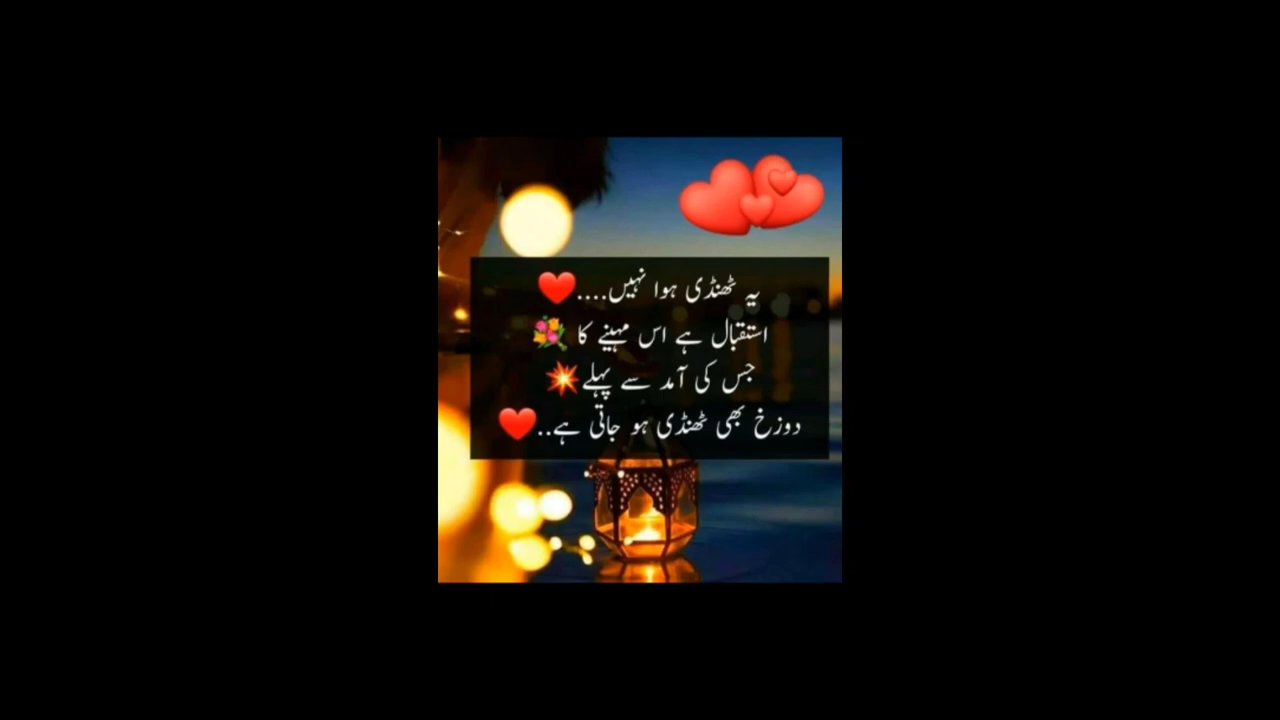 یہ ٹھنڈی ہوا نہیں....❤️
استقبال ہے اس مہینے کا 💐
جس کی آمد سے پہلے💥
دوزخ بھی ٹھنڈی ہو جاتی ہے..❤️